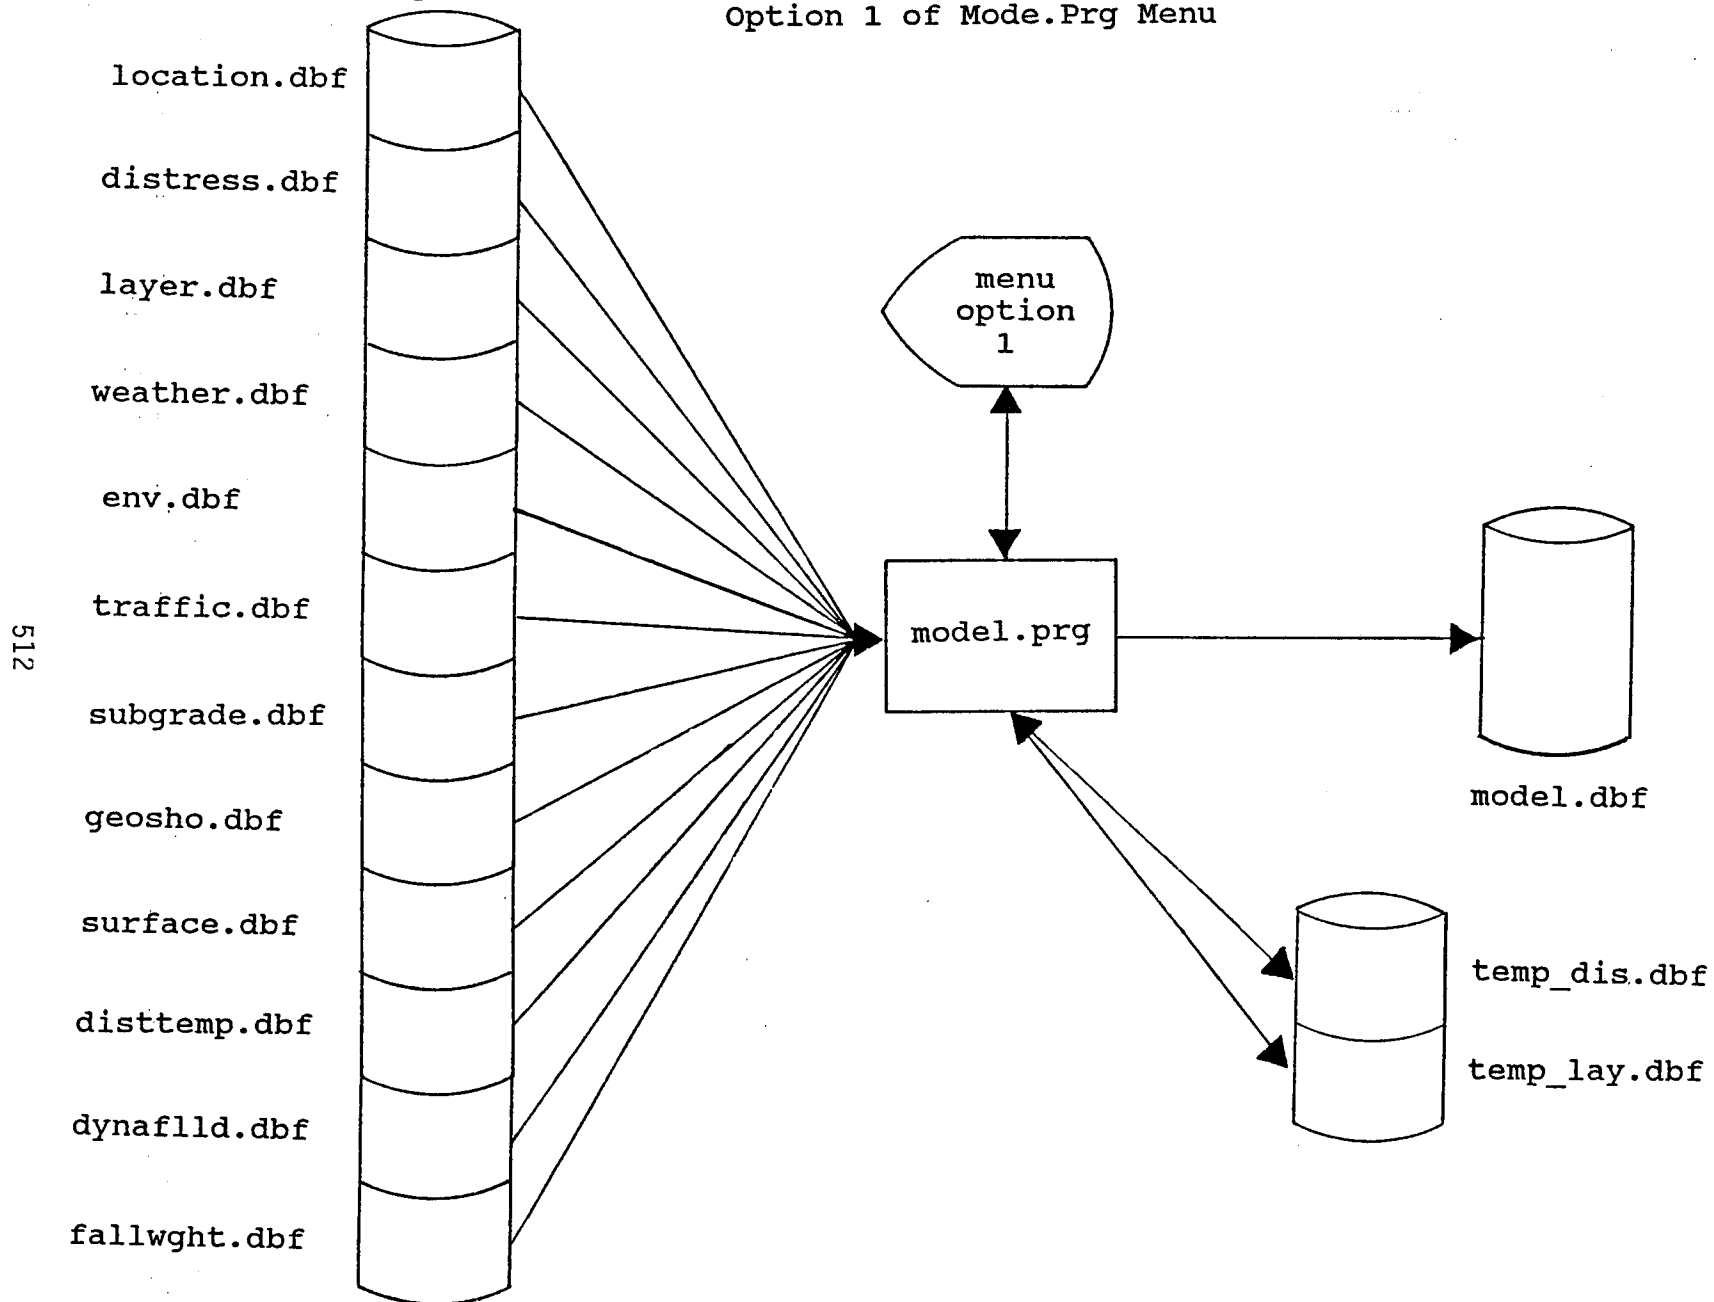 Option 1 of Mode.Prg Menu
location.dbf
distress.dbf
layer.dbf
weather.dbf
env.dbf
traffic.dbf
subgrade.dbf
geosho.dbf
surface.dbf
disttemp.dbf
dynaflld.dbf
fallwght.dbf
menu
option
1
model.prg
model.dbf
temp_dis.dbf
temp_lay.dbf
512